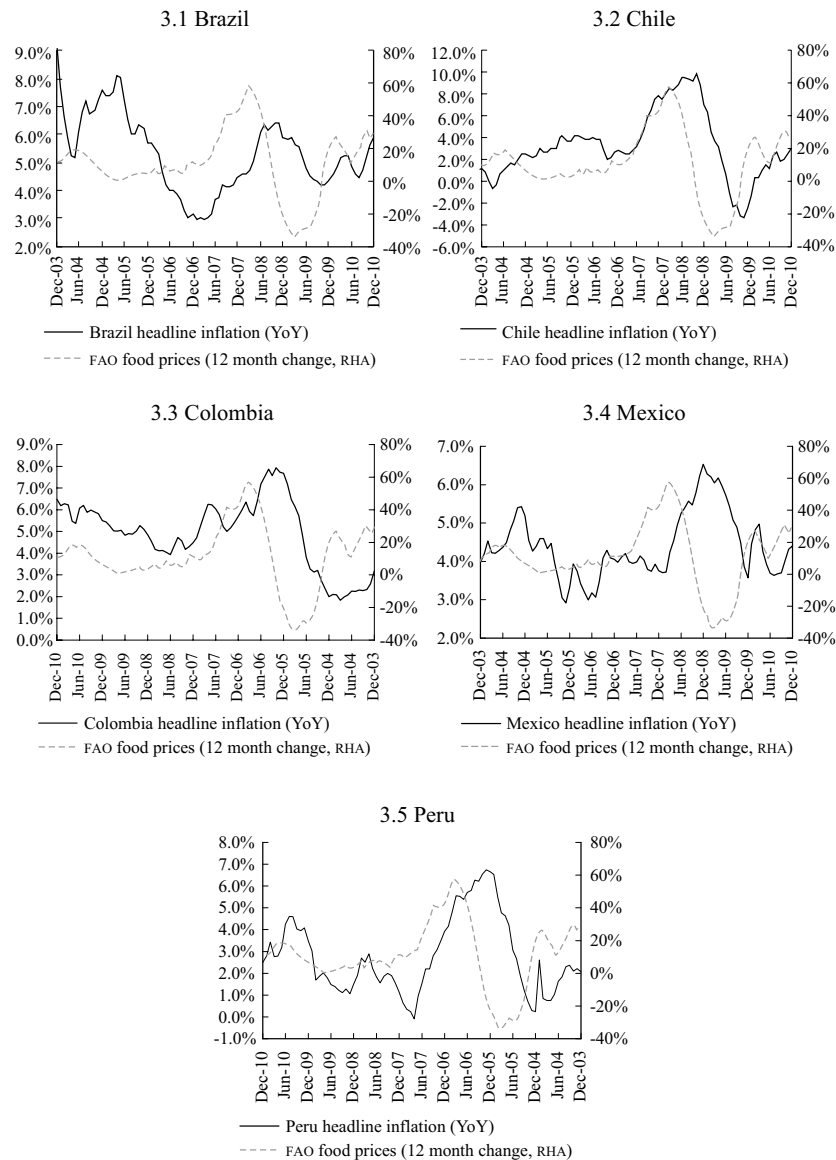 3.1 Brazil
9.0%
8.0%
7.0%
6.0%
5.0%
4.0%
3.0%
2.0%
80%
60%
40%
20%
0%
-20%
-40%
Dec-03
Jun-04
Dec-04
Jun-05
Dec-05
Jun-06
Dec-06
Jun-07
Dec-07
Jun-08
Dec-08
Jun-09
Dec-09
Jun-10
Dec-10
Brazil headline inflation (YoY)
FAO food prices (12 month change, RHA)
3.2 Chile
12.0%
10.0%
8.0%
6.0%
4.0%
2.0%
0.0%
-2.0%
-4.0%
-6.0%
80%
60%
40%
20%
0%
-20%
-40%
Dec-03
Jun-04
Dec-04
Jun-05
Dec-05
Jun-06
Dec-06
Jun-07
Dec-07
Jun-08
Dec-08
Jun-09
Dec-09
Jun-10
Dec-10
Chile headline inflation (YoY)
FAO food prices (12 month change, RHA)
3.3 Colombia
9.0%
8.0%
7.0%
6.0%
5.0%
4.0%
3.0%
2.0%
1.0%
0.0%
80%
60%
40%
20%
0%
-20%
-40%
Dec-10
Jun-10
Dec-09
Jun-09
Dec-08
Jun-08
Dec-07
Jun-07
Dec-06
Jun-06
Dec-05
Jun-05
Dec-04
Jun-04
Dec-03
Colombia headline inflation (YoY)
FAO food prices (12 month change, RHA)
3.4 Mexico
7.0%
6.0%
5.0%
4.0%
3.0%
2.0%
80%
60%
40%
20%
0%
-20%
-40%
Dec-03
Jun-04
Dec-04
Jun-05
Dec-05
Jun-06
Dec-06
Jun-07
Dec-07
Jun-08
Dec-08
Jun-09
Dec-09
Jun-10
Dec-10
Mexico headline inflation (YoY)
FAO food prices (12 month change, RHA)
3.5 Peru
8.0%
7.0%
6.0%
5.0%
4.0%
3.0%
2.0%
1.0%
0.0%
-1.0%
80%
60%
40%
20%
0%
-20%
-40%
Dec-10
Jun-10
Dec-09
Jun-09
Dec-08
Jun-08
Dec-07
Jun-07
Dec-06
Jun-06
Dec-05
Jun-05
Dec-04
Jun-04
Dec-03
Peru headline inflation (YoY)
FAO food prices (12 month change, RHA)